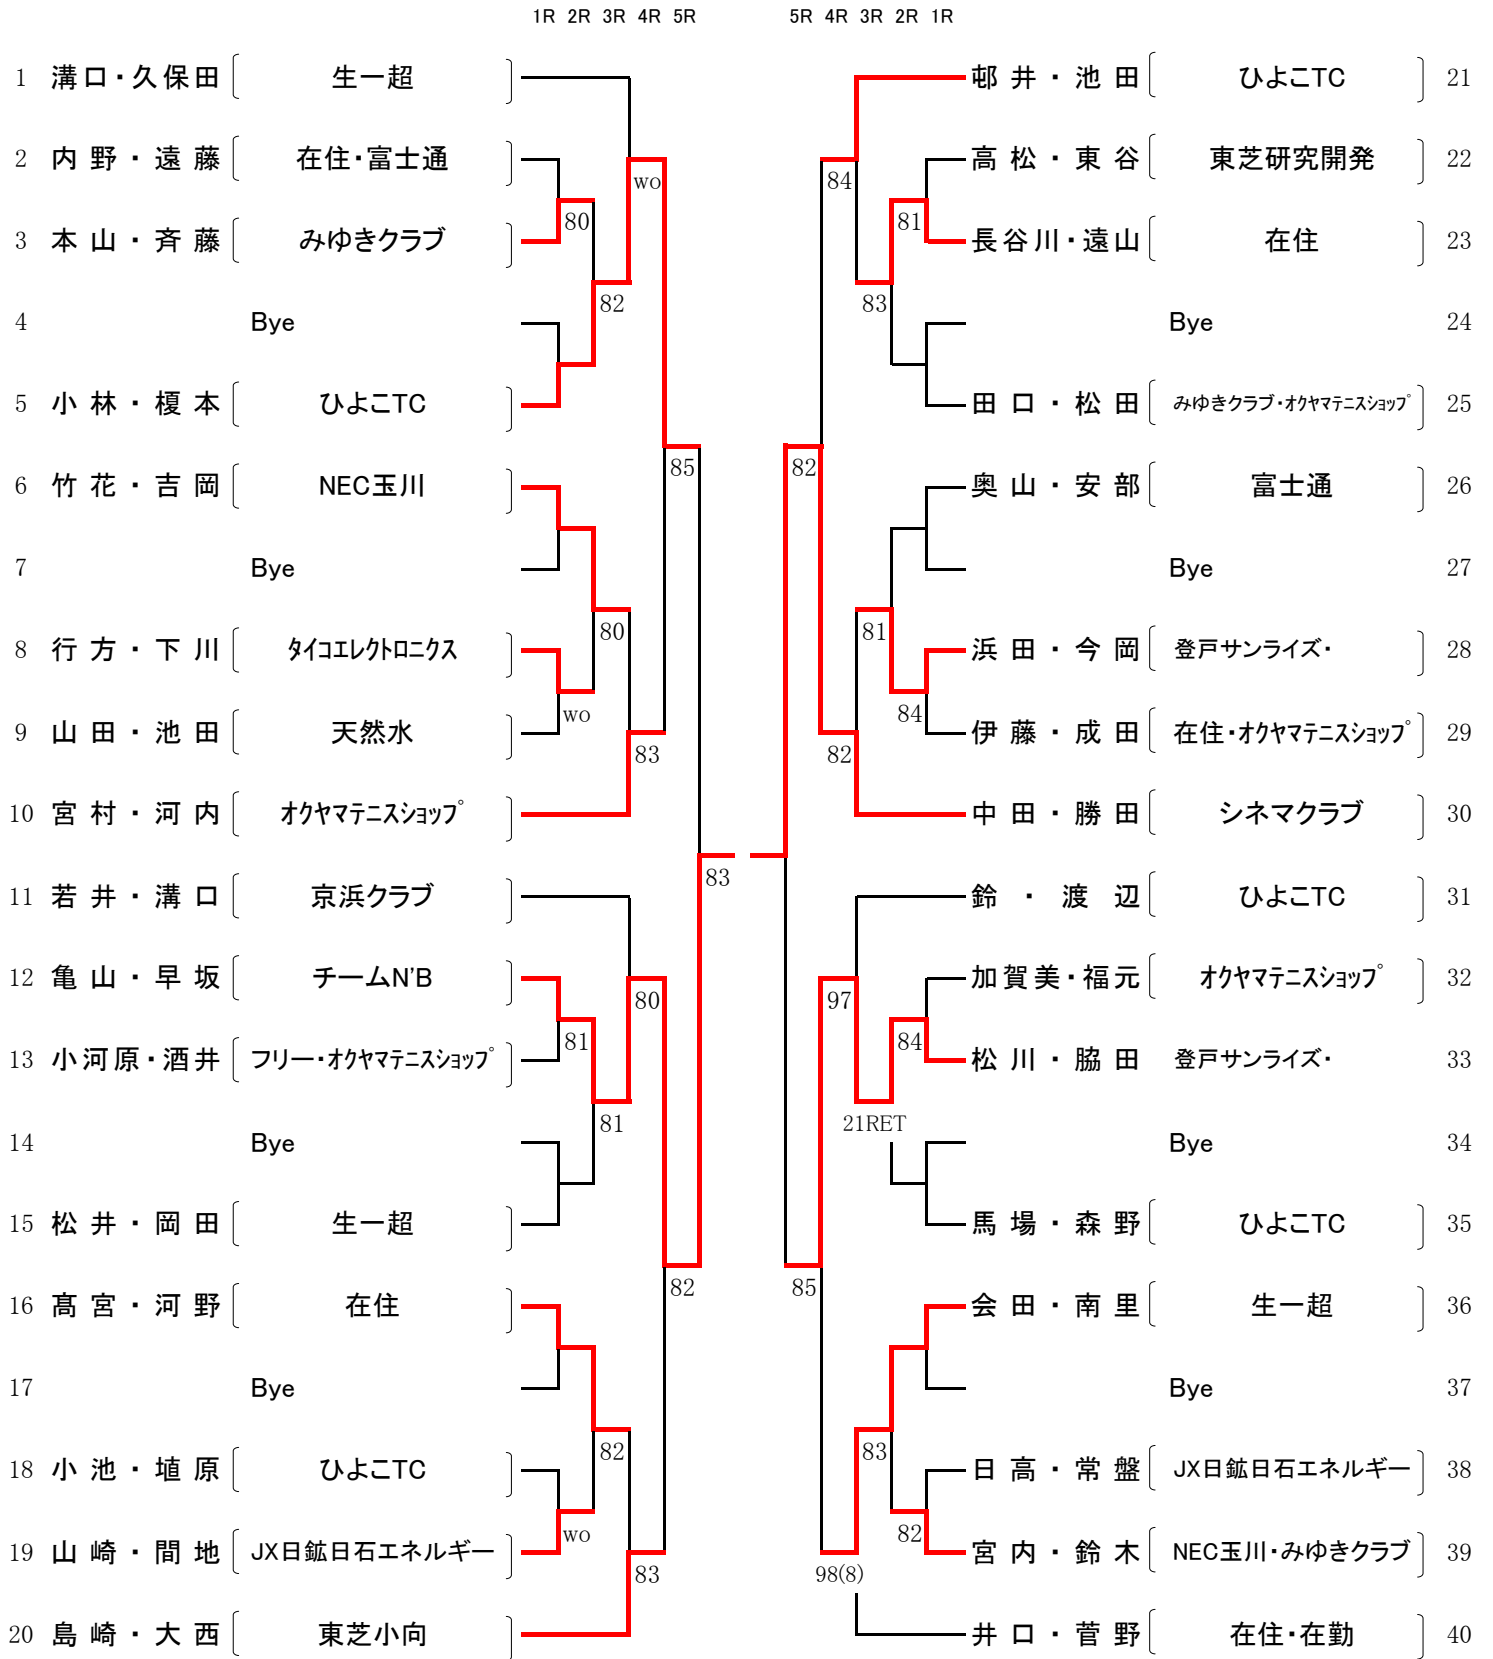 1R 2R 3R 4R 5R
5R 4R 3R 2R 1R
1 溝口・久保田 生一超
2 内野・遠藤 在住・富士通
wo
80
3 本山・斉藤 みゆきクラブ
82
4 Bye
5 小林・榎本 ひよこTC
85
6 竹花・吉岡 NEC玉川
7 Bye
80
8 行方・下川 タイコエレクトロニクス
wo
9 山田・池田 天然水
83
10 宮村・河内 オクヤマテニスショップ
83
11 若井・溝口 京浜クラブ
12 亀山・早坂 チームN'B
80
81
13 小河原・酒井 フリー・オクヤマテニスショップ
81
14 Bye
15 松井・岡田 生一超
82
16 髙宮・河野 在住
17 Bye
82
18 小池・埴原 ひよこTC
wo
19 山崎・間地 JX日鉱日石エネルギー
83
20 島崎・大西 東芝小向
邨井・池田 ひよこTC 21
高松・東谷 東芝研究開発 22
84
81
長谷川・遠山 在住 23
83
Bye 24
田口・松田 みゆきクラブ・オクヤマテニスショップ 25
82
奥山・安部 富士通 26
Bye 27
81
浜田・今岡 登戸サンライズ・ 28
84
伊藤・成田 在住・オクヤマテニスショップ 29
82
中田・勝田 シネマクラブ 30
鈴・渡辺 ひよこTC 31
加賀美・福元 オクヤマテニスショップ 32
97
84
松川・脇田 登戸サンライズ・ 33
21RET
Bye 34
馬場・森野 ひよこTC 35
85
会田・南里 生一超 36
Bye 37
83
日高・常盤 JX日鉱日石エネルギー 38
82
宮内・鈴木 NEC玉川・みゆきクラブ 39
98(8)
井口・菅野 在住・在勤 40